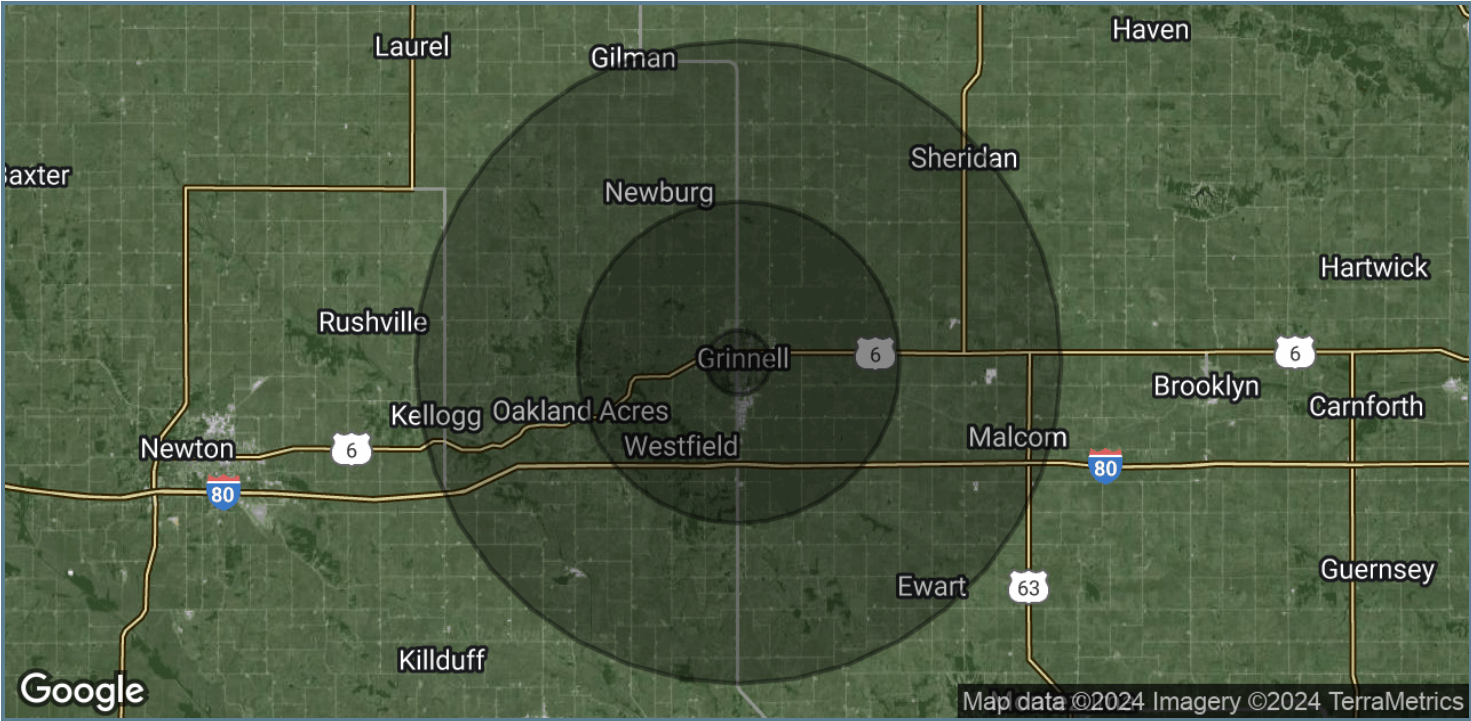 Haven
Laurel
Gilman
Sheridan
Baxter
Newburg
Hartwick
Rushville
Grinnell
6
6
Brooklyn
Carnforth
Kellogg
Oakland Acres
Malcom
Westfield
Newton
6
80
80
Guernsey
Ewart
63
Killduff
Google
Map data ©2024 Imagery ©2024 TerraMetrics